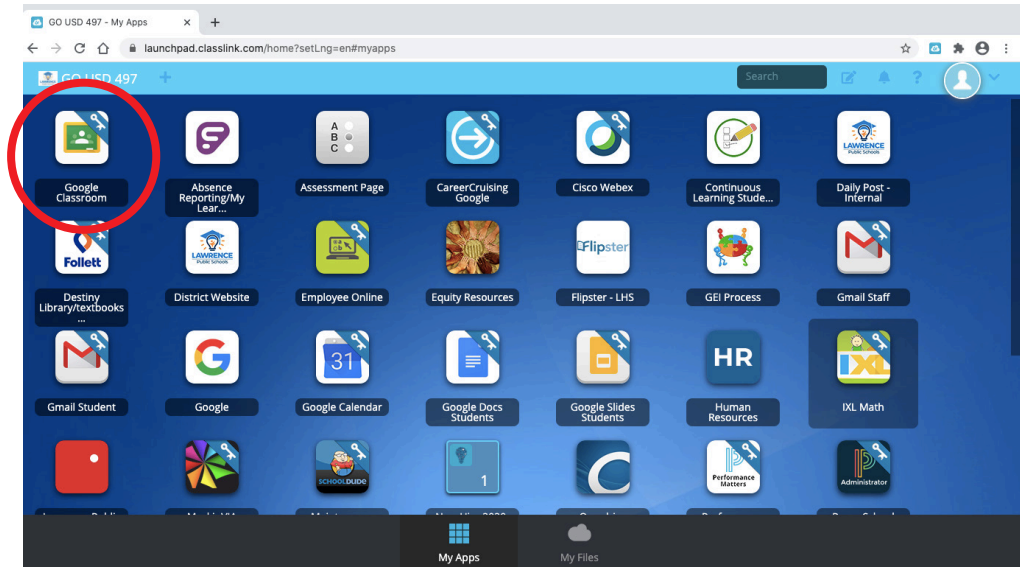 GO USD 497 - My Apps
launchpad.classlink.com/home?setLng=en#myapps
GO USD 497
Search
Google
Classroom
Absence
Reporting/My
Lear...
A
B
C
Assessment Page
CareerCruising
Google
Cisco Webex
Continuous
Learning Stude...
LAWRENCE
Public Schools
Daily Post -
Internal
Follett
Destiny
Library/textbooks
...
LAWRENCE
Public Schools
District Website
Employee Online
Equity Resources
Flipster
Flipster - LHS
GEI Process
Gmail Staff
Gmail Student
Google
31
Google Calendar
Google Docs
Students
Google Slides
Students
HR
Human
Resources
IXL
IXL Math
SCHOOLDUDE
1
Performance
Matters
Administrator
My Apps
My Files